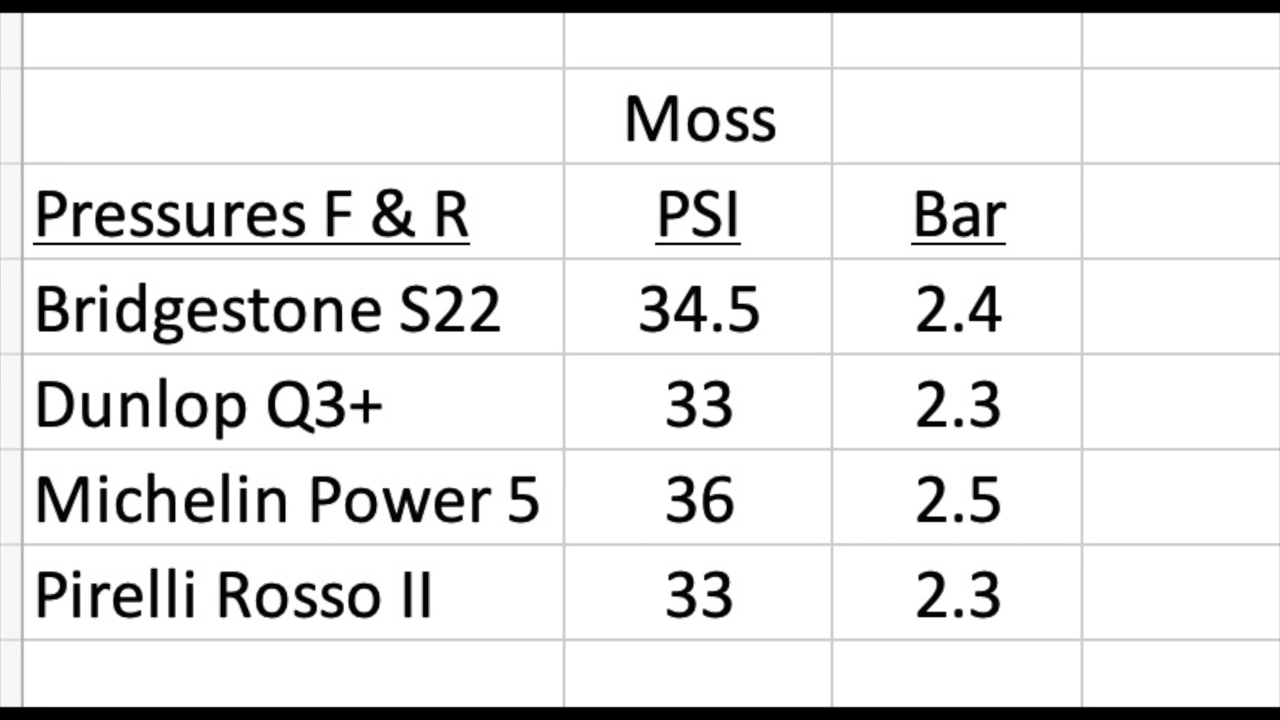 Moss
Pressures F & R PSI Bar
Bridgestone S22 34.5 2.4
Dunlop Q3+ 33 2.3
Michelin Power 5 36 2.5
Pirelli Rosso II 33 2.3